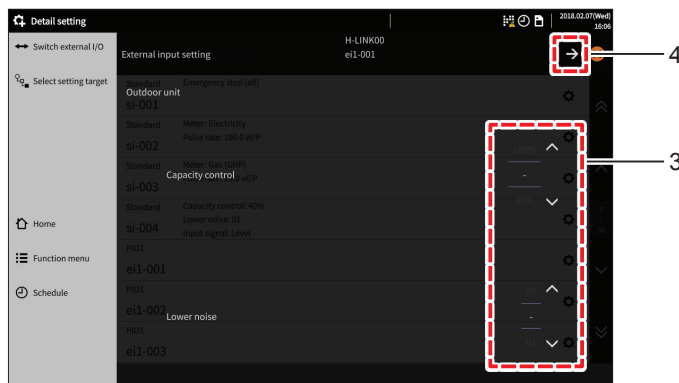 Detail setting
2018.02.07(Wed)
16:06
Switch external I/O
Select setting target
Home
Function menu
Schedule
H-LINK00
External input setting
ei1-001
4
Standard
Emergency stop (all)
Outdoor unit
si-001
Standard
Meter: Electricity
Pulse rate: 100.0 W/P
si-002
100%
3
Standard
Meter: Gas (GHP)
㎥/P
Capacity control
-
si-003
Standard
Capacity control: 40%
Lower noise: 01
si-004
Input signal: Level
PIO1
ei1-001
PIO1
ei1-002
Lower noise
-
PIO1
01
ei1-003